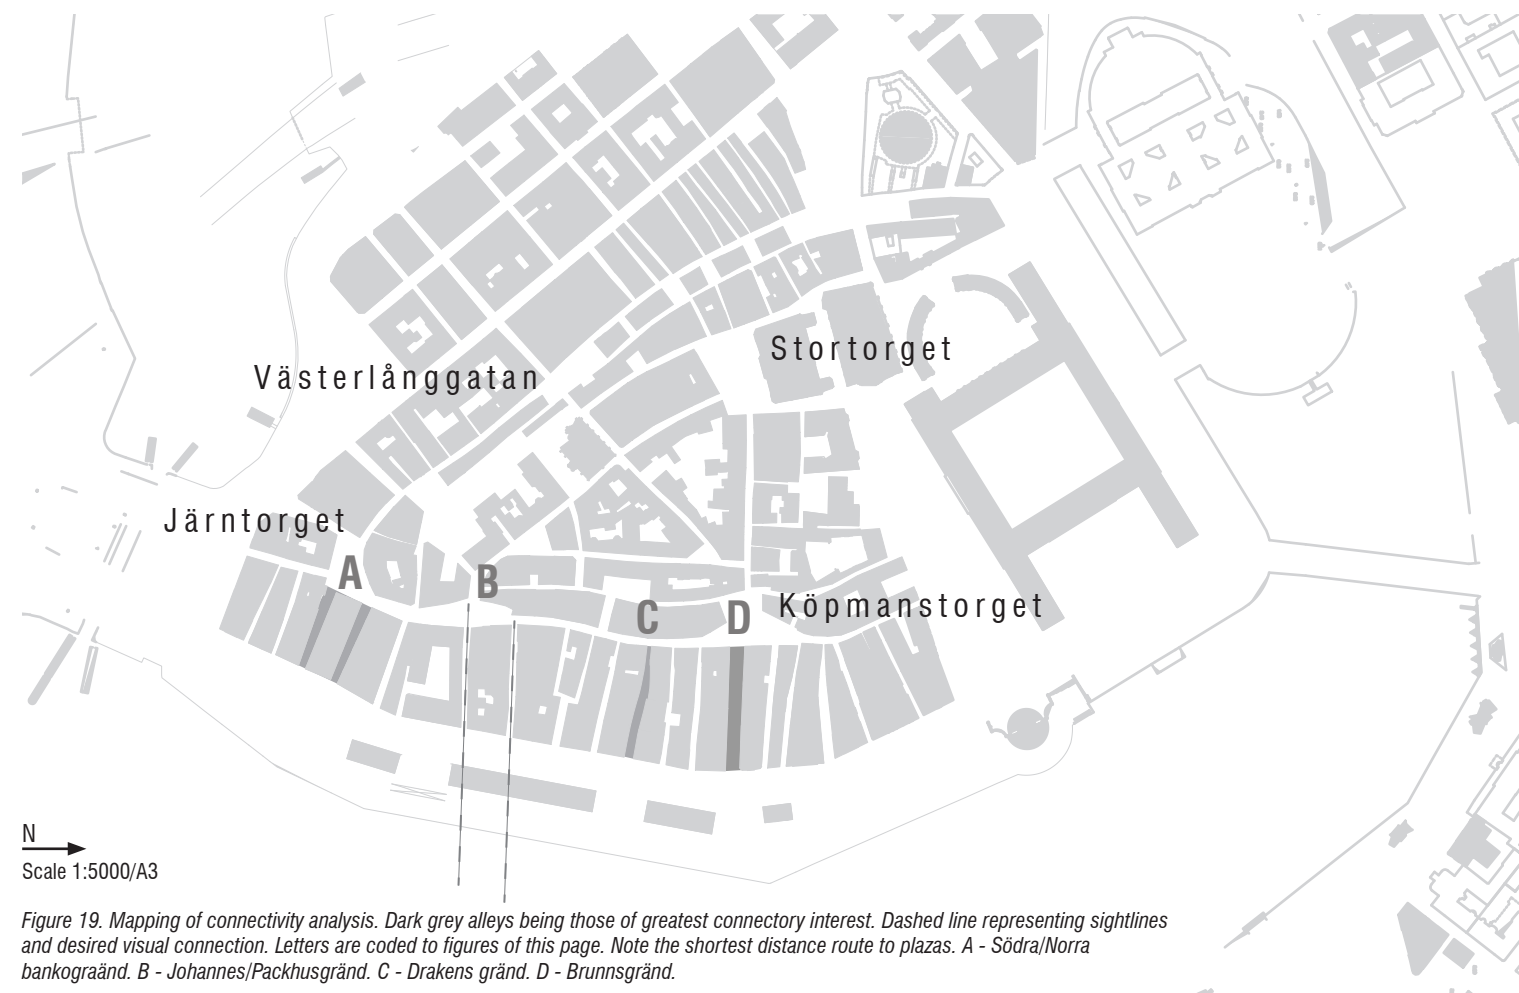 Stortorget
Västerlånggatan
Järntorget
A
B
C
D
Köpmanstorget
N
Scale 1:5000/A3
Figure 19. Mapping of connectivity analysis. Dark grey alleys being those of greatest connectory interest. Dashed line representing sightlines
and desired visual connection. Letters are coded to figures of this page. Note the shortest distance route to plazas. A - Södra/Norra
bankograänd. B - Johannes/Packhusgränd. C - Drakens gränd. D - Brunnsgränd.